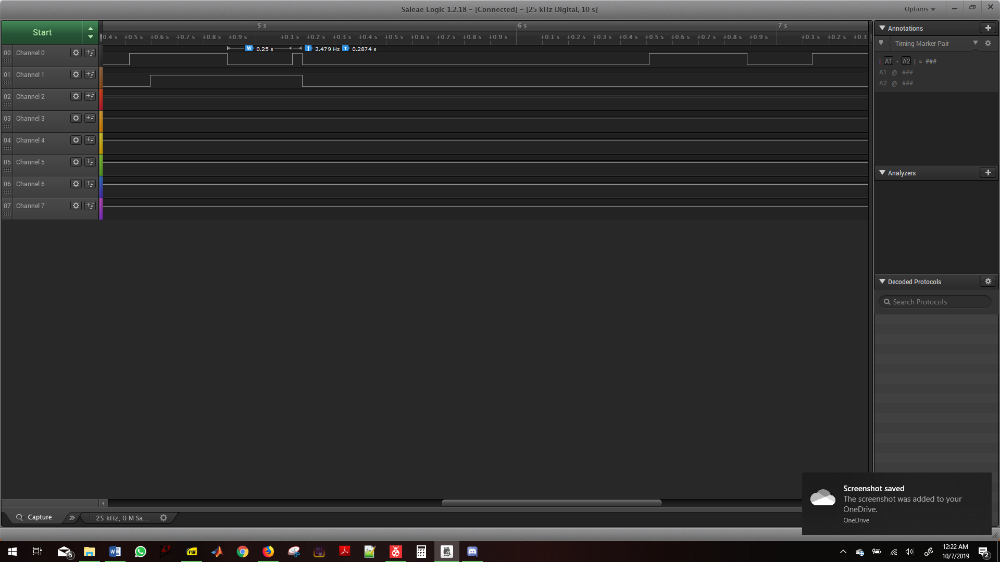 Saleae Logic 1.2.18 - [Connected] - [25 kHz Digital, 10 s]
Options
Start
5 s 6 s 7 s
0.4 s +0.5 s +0.6 s +0.7 s +0.8 s +0.9 s +0.1 s +0.2 s +0.3 s +0.4 s +0.5 s +0.6 s +0.7 s +0.8 s +0.9 s +0.1 s +0.2 s +0.3 s +0.4 s +0.5 s +0.6 s +0.7 s +0.8 s +0.9 s +0.1 s +0.2 s +0.3
W 0.25 s f 3.479 Hz T 0.2874 s
00 Channel 0
01 Channel 1
02 Channel 2
03 Channel 3
04 Channel 4
05 Channel 5
06 Channel 6
07 Channel 7
Annotations
Timing Marker Pair
| A1 - A2 | = ###
A1 @ ###
A2 @ ###
Analyzers
Decoded Protocols
Search Protocols
Capture
25 kHz, 0 M Sa...
Screenshot saved
The screenshot was added to your
OneDrive.
OneDrive
5
PDF
12:22 AM
10/7/2019
2